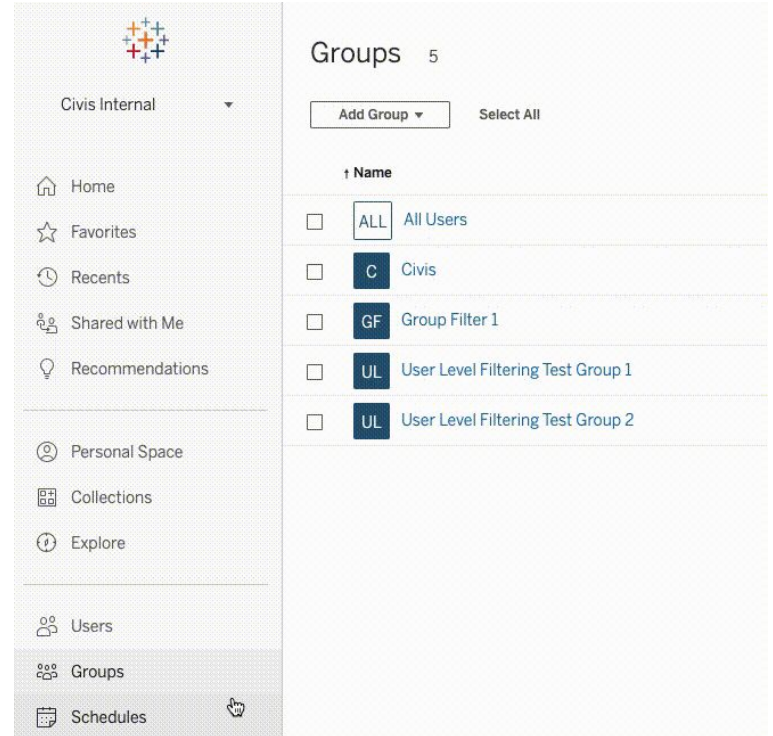 Civis Internal
Home
Favorites
Recents
Shared with Me
Recommendations
Personal Space
Collections
Explore
Users
Groups
Schedules
Groups 5
Add Group Select All
↑ Name
ALL All Users
C Civis
GF Group Filter 1
UL User Level Filtering Test Group 1
UL User Level Filtering Test Group 2